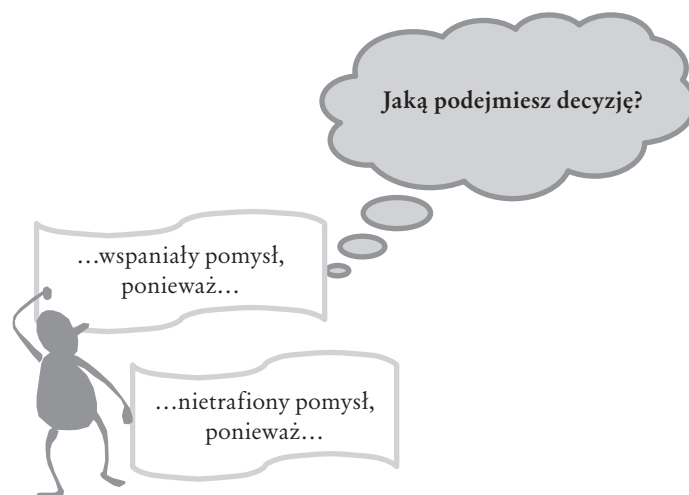 Jaką podejmiesz decyzję?
…wspaniały pomysł,
ponieważ…
…nietrafiony pomysł,
ponieważ…